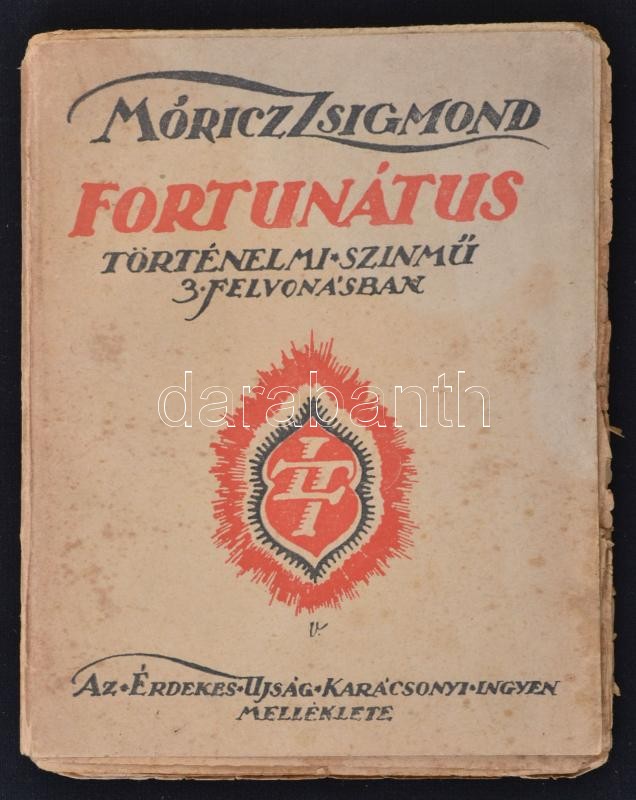 MÓRICZ ZSIGMOND
FORTUNÁTUS
TÖRTÉNELMI SZINMŰ
3. FELVONÁSBAN
darabanth
V.
AZ ÉRDEKES UJSÁG KARÁCSONYI INGYEN
MELLÉKLETE